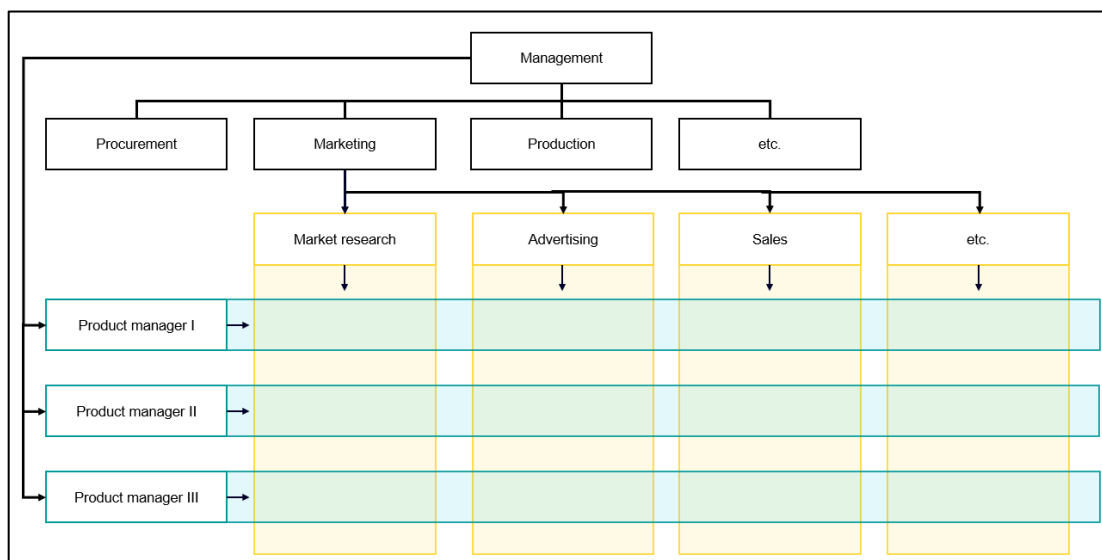 Management
Procurement
Marketing
Production
etc.
Market research
Advertising
Sales
etc.
Product manager I
Product manager II
Product manager III